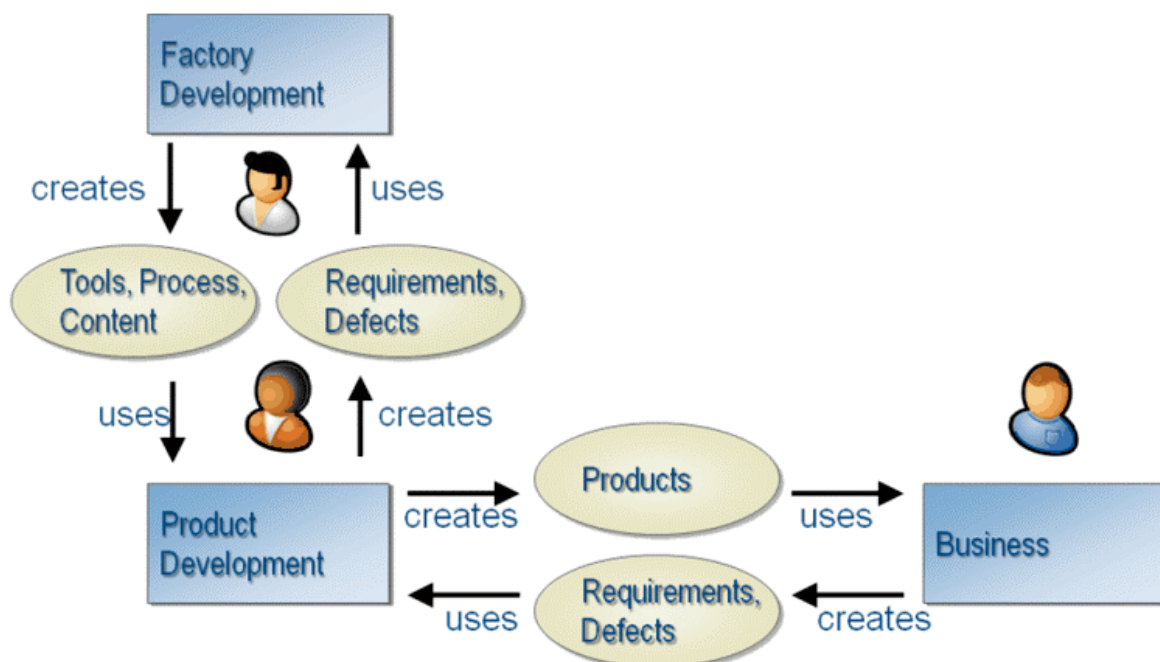 Factory
Development
creates
uses
Tools, Process,
Content
Requirements,
Defects
uses
creates
Product
Development
creates
Products
uses
Business
uses
Requirements,
Defects
creates